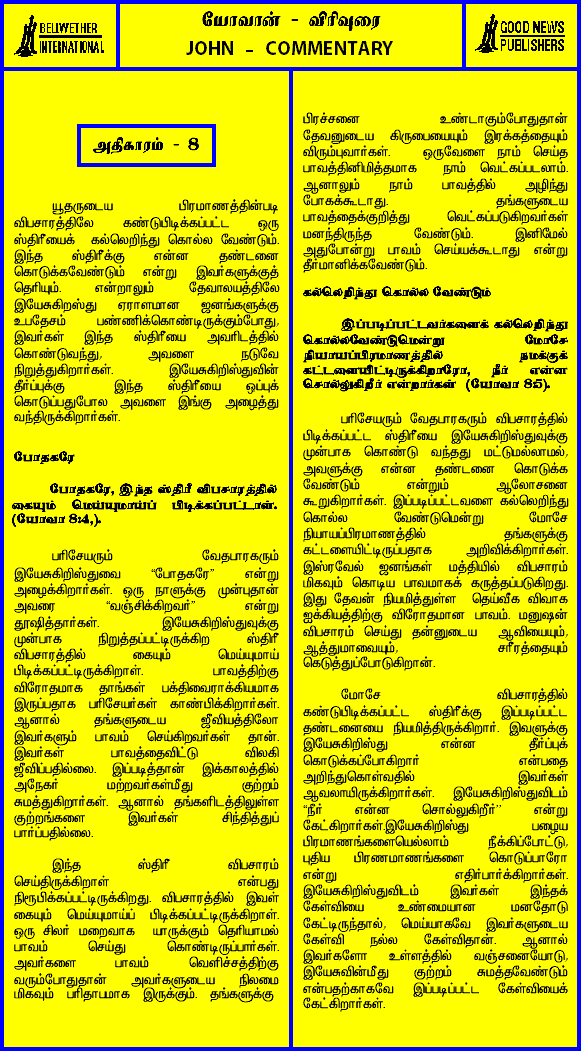 BELWETHER
INTERNATIONAL
யோவான் - விரிவுரை
JOHN - COMMENTARY
GOOD NEWS
PUBLISHERS
அதிகாரம் - 8
யூதருடைய பிரமாணத்தின்படி
விபசாரத்திலே கண்டுபிடிக்கப்பட்ட ஒரு
ஸ்திரீயைக் கல்லெறிந்து கொல்ல வேண்டும்.
இந்த ஸ்திரீக்கு என்ன தண்டனை
கொடுக்கவேண்டும் என்று இவர்களுக்குத்
தெரியும். என்றாலும் தேவாலயத்திலே
இயேசுகிறஸ்து ஏராளமான ஜனங்களுக்கு
உபதேசம் பண்ணிக்கொண்டிருக்கும்போது,
இவர்கள் இந்த ஸ்திரீயை அவரிடத்தில்
கொண்டுவந்து, அவளை நடுவே
நிறுத்துகிறார்கள். இயேசுகிறிஸ்துவின்
தீர்ப்புக்கு இந்த ஸ்திரீயை ஒப்புக்
கொடுப்பதுபோல அவளை இங்கு அழைத்து
வந்திருக்கிறார்கள்.
போதகரே
போதகரே, இந்த ஸ்திரீ விபசாரத்தில்
கையும் மெய்யுமாய்ப் பிடிக்கப்பட்டாள்.
(யோவா 8:4,).
பரிசேயரும் வேதபாரகரும்
இயேசுகிறிஸ்துவை “போதகரே” என்று
அழைக்கிறார்கள். ஒரு நாளுக்கு முன்புதான்
அவரை “வஞ்சிக்கிறவர்” என்று
தூஷித்தார்கள். இயேசுகிறிஸ்துவுக்கு
முன்பாக நிறுத்தப்பட்டிருக்கிற ஸ்திரீ
விபசாரத்தில் கையும் மெய்யுமாய்
பிடிக்கப்பட்டிருக்கிறாள். பாவத்திற்கு
விரோதமாக தாங்கள் பக்திவைராக்கியமாக
இருப்பதாக பரிசேயர்கள் காண்பிக்கிறார்கள்.
ஆனால் தங்களுடைய ஜீவியத்திலோ
இவர்களும் பாவம் செய்கிறவர்கள் தான்.
இவர்கள் பாவத்தைவிட்டு விலகி
ஜீவிப்பதில்லை. இப்படித்தான் இக்காலத்தில்
அநேகர் மற்றவர்கள்மீது குற்றம்
சுமத்துகிறார்கள். ஆனால் தங்களிடத்திலுள்ள
குற்றங்களை இவர்கள் சிந்தித்துப்
பார்ப்பதில்லை.
இந்த ஸ்திரீ விபசாரம்
செய்திருக்கிறாள் என்பது
நிரூபிக்கப்பட்டிருக்கிறது. விபசாரத்தில் இவள்
கையும் மெய்யுமாய்ப் பிடிக்கப்பட்டிருக்கிறாள்.
ஒரு சிலர் மறைவாக யாருக்கும் தெரியாமல்
பாவம் செய்து கொண்டிருப்பார்கள்.
அவர்களை பாவம் வெளிச்சத்திற்கு
வரும்போதுதான் அவர்களுடைய நிலமை
மிகவும் பரிதாபமாக இருக்கும். தங்களுக்கு
பிரச்சனை உண்டாகும்போதுதான்
தேவனுடைய கிருபையையும் இரக்கத்தையும்
விரும்புவார்கள். ஒருவேளை நாம் செய்த
பாவத்தினிமித்தமாக நாம் வெட்கப்படலாம்.
ஆனாலும் நாம் பாவத்தில் அழிந்து
போகக்கூடாது. தங்களுடைய
பாவத்தைக்குறித்து வெட்கப்படுகிறவர்கள்
மனந்திருந்த வேண்டும். இனிமேல்
அதுபோன்று பாவம் செய்யக்கூடாது என்று
தீர்மானிக்கவேண்டும்.
கல்லெறிந்து கொல்ல வேண்டும்
இப்படிப்பட்டவர்களைக் கல்லெறிந்து
கொல்லவேண்டுமென்று மோசே
நியாயப்பிரமாணத்தில் நமக்குக்
கட்டளையிட்டிருக்கிறாரே, நீர் என்ன
சொல்லுகிறீர் என்றார்கள் (யோவா 8:5).
பரிசேயரும் வேதபாரகரும் விபசாரத்தில்
பிடிக்கப்பட்ட ஸ்திரீயை இயேசுகிறிஸ்துவுக்கு
முன்பாக கொண்டு வந்தது மட்டுமல்லாமல்,
அவளுக்கு என்ன தண்டனை கொடுக்க
வேண்டும் என்றும் ஆலோசனை
கூறுகிறார்கள். இப்படிப்பட்டவளை கல்லெறிந்து
கொல்ல வேண்டுமென்று மோசே
நியாயப்பிரமாணத்தில் தங்களுக்கு
கட்டளையிட்டிருப்பதாக அறிவிக்கிறார்கள்.
இஸ்ரவேல் ஜனங்கள் மத்தியில் விபசாரம்
மிகவும் கொடிய பாவமாகக் கருத்தப்படுகிறது.
இது தேவன் நியமித்துள்ள தெய்வீக விவாக
ஐக்கியத்திற்கு விரோதமான பாவம். மனுஷன்
விபசாரம் செய்து தன்னுடைய ஆவியையும்,
ஆத்துமாவையும், சரீரத்தையும்
கெடுத்துப்போடுகிறான்.
மோசே விபசாரத்தில்
கண்டுபிடிக்கப்பட்ட ஸ்திரீக்கு இப்படிப்பட்ட
தண்டனையை நியமித்திருக்கிறார். இவளுக்கு
இயேசுகிறிஸ்து என்ன தீர்ப்புக்
கொடுக்கப்போகிறார் என்பதை
அறிந்துகொள்வதில் இவர்கள்
ஆவலாயிருக்கிறார்கள். இயேசுகிறிஸ்துவிடம்
“நீர் என்ன சொல்லுகிறீர்” என்று
கேட்கிறார்கள்.இயேசுகிறிஸ்து பழைய
பிரமாணங்களையெல்லாம் நீக்கிப்போட்டு,
புதிய பிரணமாணங்களை கொடுப்பாரோ
என்று எதிர்பார்க்கிறார்கள்.
இயேசுகிறிஸ்துவிடம் இவர்கள் இந்தக்
கேள்வியை உண்மையான மனதோடு
கேட்டிருந்தால், மெய்யாகவே இவர்களுடைய
கேள்வி நல்ல கேள்விதான். ஆனால்
இவர்களோ உள்ளத்தில் வஞ்சனையோடு,
இயேசுவின்மீது குற்றம் சுமத்தவேண்டும்
என்பதற்காகவே இப்படிப்பட்ட கேள்வியைக்
கேட்கிறார்கள்.